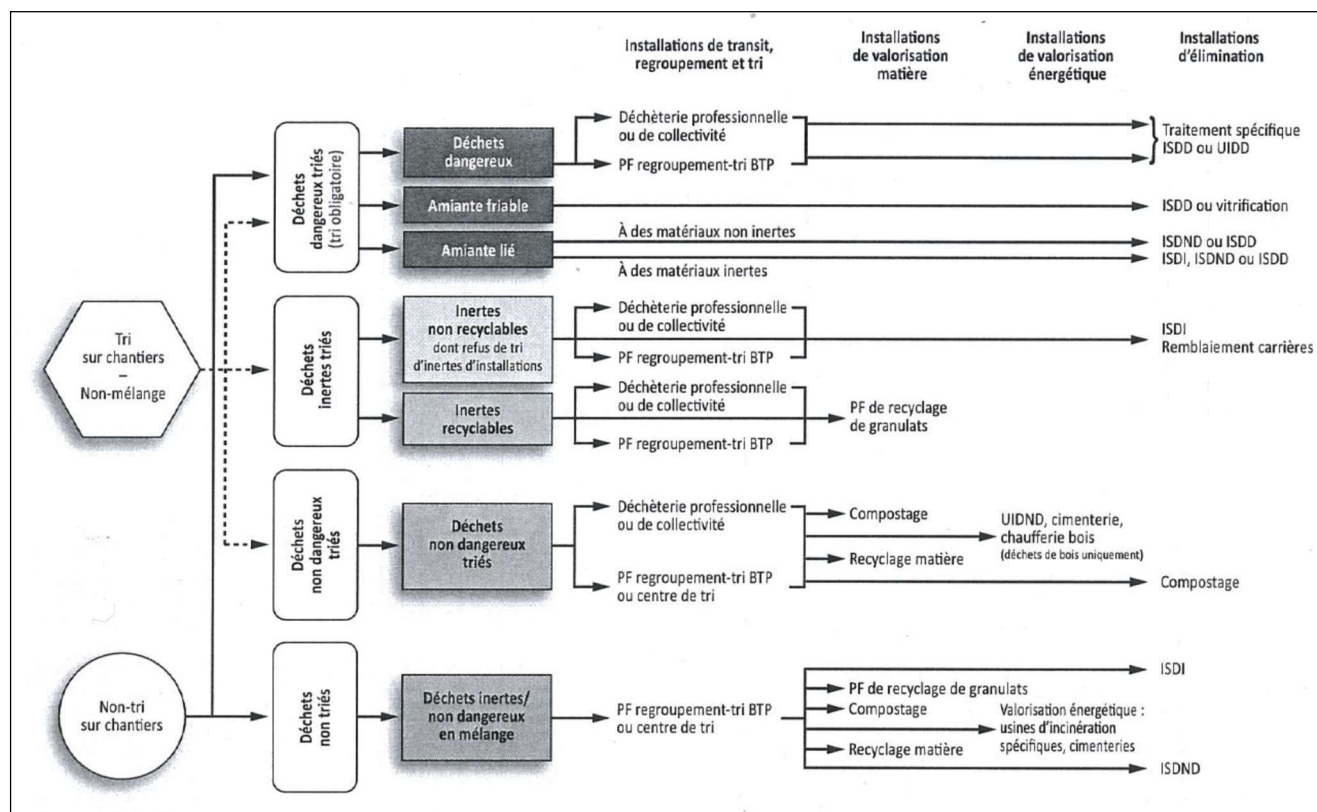 Installations de transit,
regroupement et tri
Installations
de valorisation
matière
Installations
de valorisation
énergétique
Installations
d'élimination
Tri
sur chantiers
–
Non-mélange
Non-tri
sur chantiers
Déchets
dangereux triés
(tri obligatoire)
Déchets
dangereux
Déchèterie professionnelle
ou de collectivité
PF regroupement-tri BTP
Traitement spécifique
ISDD ou UIDD
Amiante friable
ISDD ou vitrification
Amiante lié
À des matériaux non inertes
ISDND ou ISDD
À des matériaux inertes
ISDI, ISDND ou ISDD
Déchets
inertes triés
Inertes
non recyclables
dont refus de tri
d'inertes d'installations
Déchèterie professionnelle
ou de collectivité
PF regroupement-tri BTP
ISDI
Remblaiement carrières
Inertes
recyclables
Déchèterie professionnelle
ou de collectivité
PF regroupement-tri BTP
PF de recyclage
de granulats
Déchets
non dangereux
triés
Déchets
non dangereux
triés
Déchèterie professionnelle
ou de collectivité
PF regroupement-tri BTP
ou centre de tri
Compostage
UIDND, cimenterie,
chaufferie bois
(déchets de bois uniquement)
Recyclage matière
Compostage
Déchets
non triés
Déchets inertes/
non dangereux
en mélange
PF regroupement-tri BTP
ou centre de tri
ISDI
PF de recyclage de granulats
Compostage
Valorisation énergétique :
usines d'incinération
spécifiques, cimenteries
Recyclage matière
ISDND